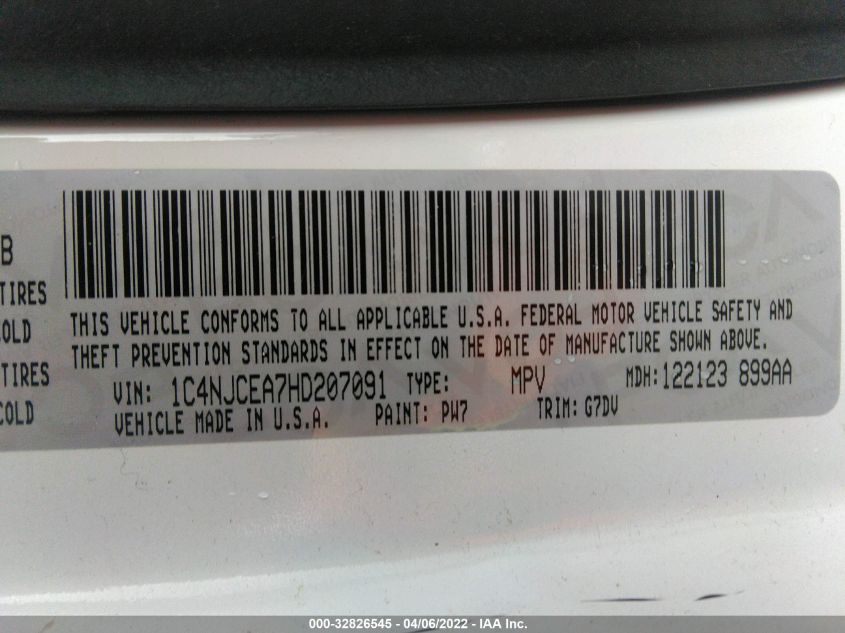 B
TIRES
COLD
TIRES
COLD
THIS VEHICLE CONFORMS TO ALL APPLICABLE U.S.A. FEDERAL MOTOR VEHICLE SAFETY AND
THEFT PREVENTION STANDARDS IN EFFECT ON THE DATE OF MANUFACTURE SHOWN ABOVE.
VIN: 1C4NJCEA7HD207091 TYPE: MPV MDH:122123 899AA
VEHICLE MADE IN U.S.A. PAINT: PW7 TRIM: G7DV
000-32826545 - 04/06/2022 - IAA Inc.